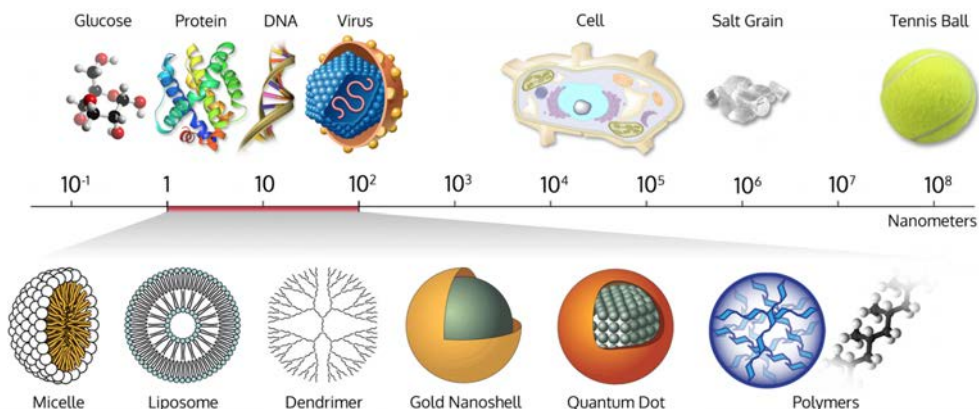 Glucose Protein DNA Virus Cell Salt Grain Tennis Ball
10⁻¹ 1 10 10² 10³ 10⁴ 10⁵ 10⁶ 10⁷ 10⁸
Nanometers
Micelle Liposome Dendrimer Gold Nanoshell Quantum Dot Polymers